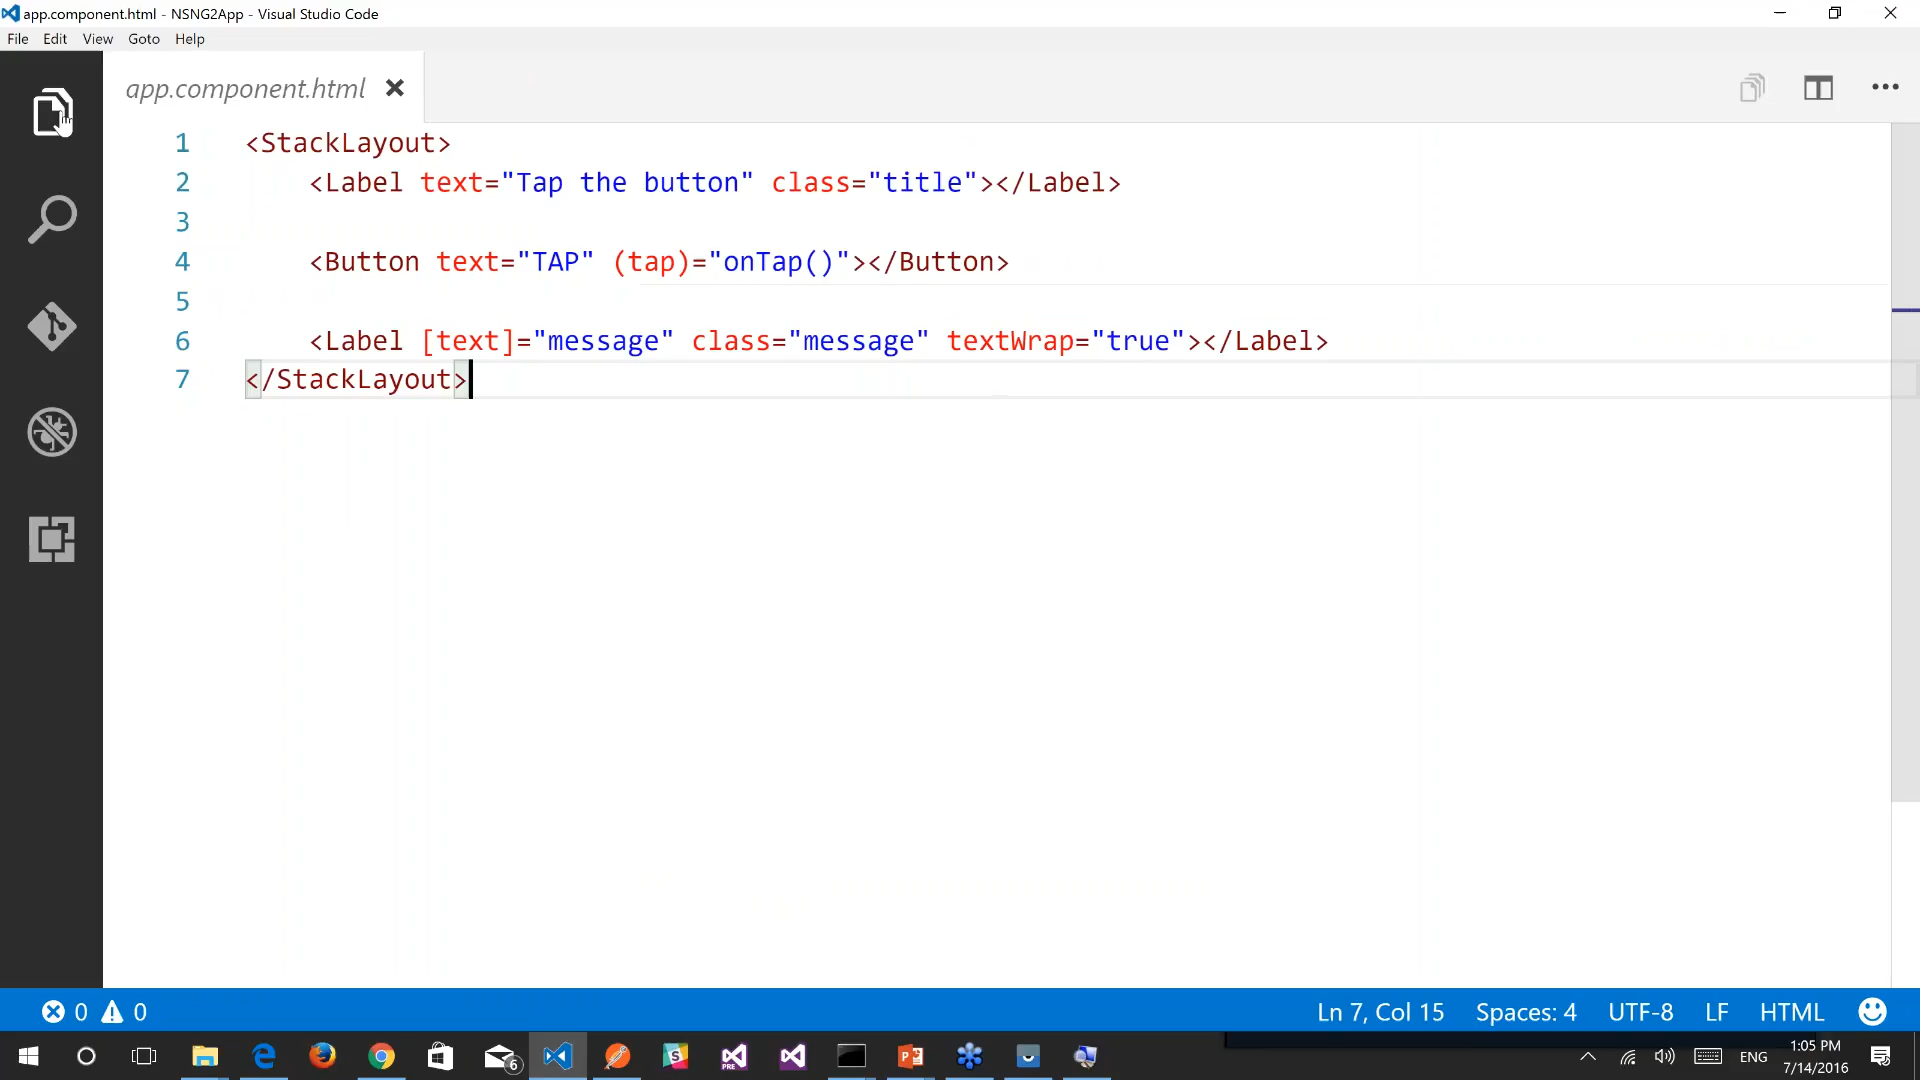 app.component.html - NSNG2App - Visual Studio Code
File Edit View Goto Help
app.component.html
1 <StackLayout>
2 <Label text="Tap the button" class="title"></Label>
3
4 <Button text="TAP" (tap)="onTap()"></Button>
5
6 <Label [text]="message" class="message" textWrap="true"></Label>
7 </StackLayout>
0 0 Ln 7, Col 15 Spaces: 4 UTF-8 LF HTML
6 PRE ENG 1:05 PM
7/14/2016